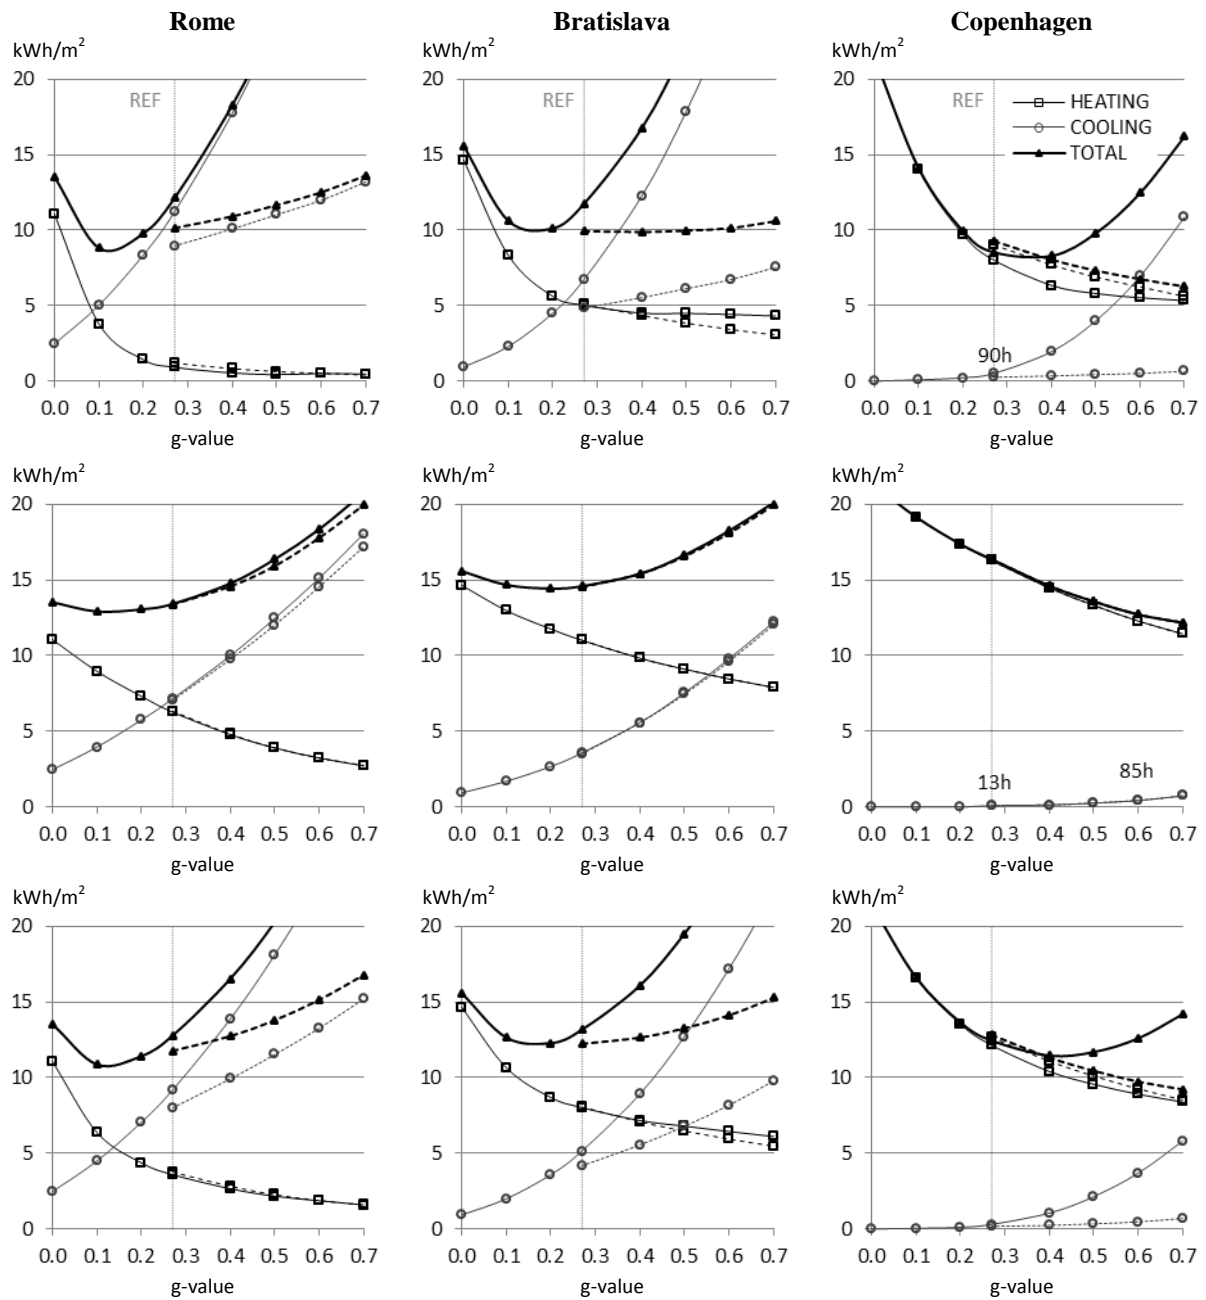 Rome Bratislava Copenhagen
kWh/m² kWh/m² kWh/m²
20 20 20
REF REF REF
HEATING
COOLING
TOTAL
15 15 15
10 10 10
5 5 5
90h
0 0 0
0.0 0.1 0.2 0.3 0.4 0.5 0.6 0.7 0.0 0.1 0.2 0.3 0.4 0.5 0.6 0.7 0.0 0.1 0.2 0.3 0.4 0.5 0.6 0.7
g-value g-value g-value
kWh/m² kWh/m² kWh/m²
20 20 20
15 15 15
10 10 10
5 5 5
13h 85h
0 0 0
0.0 0.1 0.2 0.3 0.4 0.5 0.6 0.7 0.0 0.1 0.2 0.3 0.4 0.5 0.6 0.7 0.0 0.1 0.2 0.3 0.4 0.5 0.6 0.7
g-value g-value g-value
kWh/m² kWh/m² kWh/m²
20 20 20
15 15 15
10 10 10
5 5 5
0 0 0
0.0 0.1 0.2 0.3 0.4 0.5 0.6 0.7 0.0 0.1 0.2 0.3 0.4 0.5 0.6 0.7 0.0 0.1 0.2 0.3 0.4 0.5 0.6 0.7
g-value g-value g-value